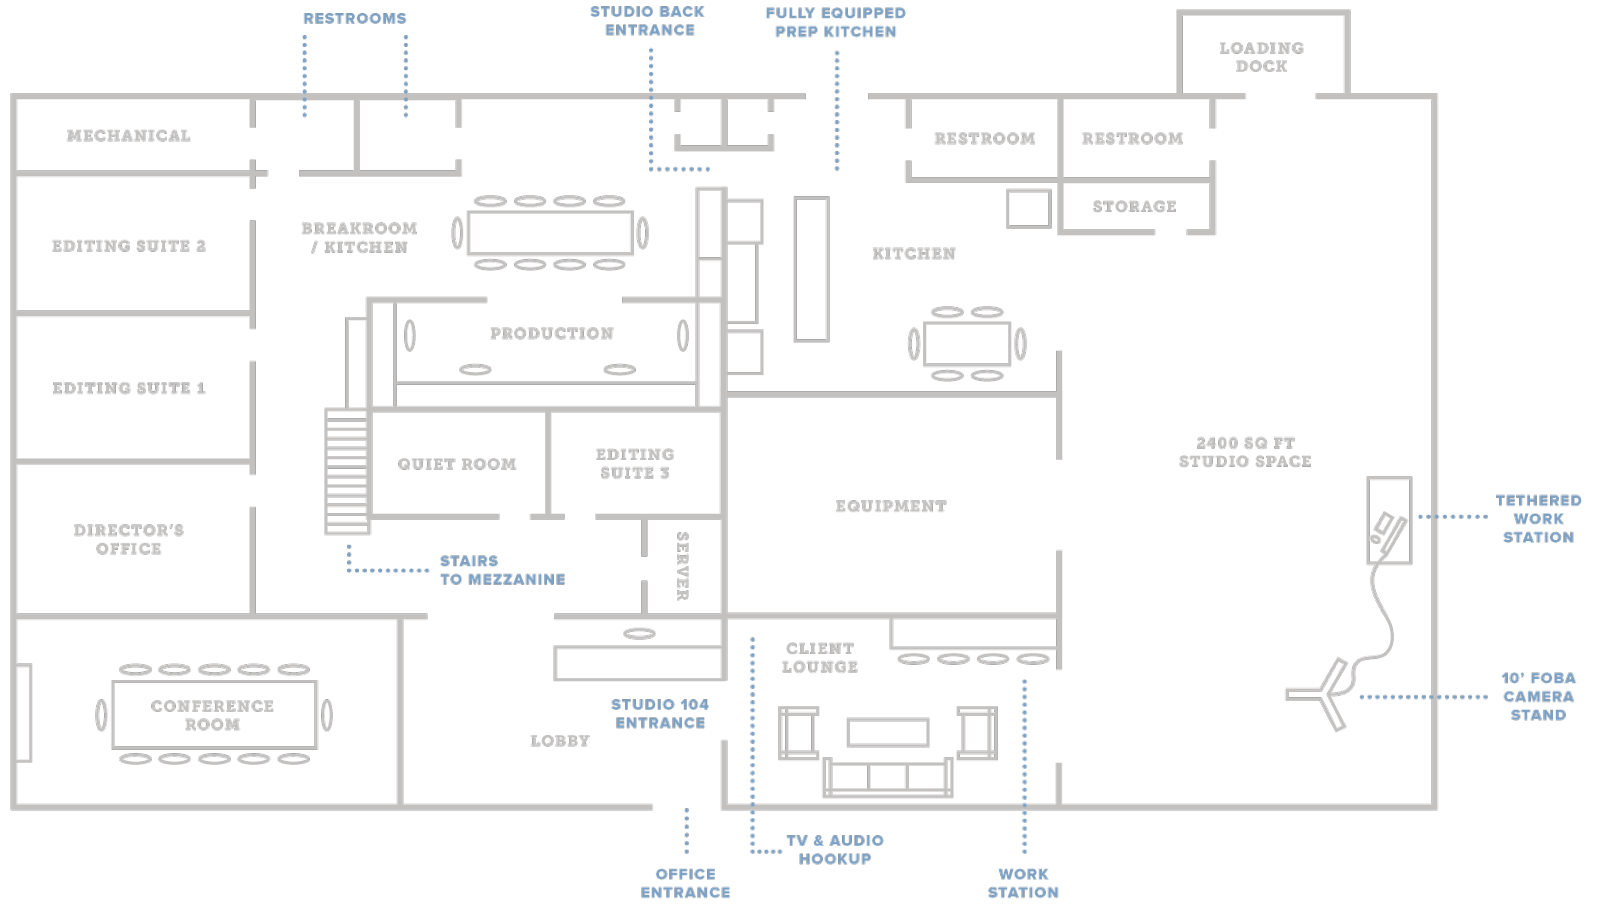 RESTROOMS
STUDIO BACK
ENTRANCE
FULLY EQUIPPED
PREP KITCHEN
LOADING
DOCK
MECHANICAL
RESTROOM
RESTROOM
STORAGE
EDITING SUITE 2
BREAKROOM
/ KITCHEN
KITCHEN
PRODUCTION
EDITING SUITE 1
QUIET ROOM
EDITING
SUITE 3
2400 SQ FT
STUDIO SPACE
EQUIPMENT
TETHERED
WORK
STATION
DIRECTOR'S
OFFICE
SERVER
STAIRS
TO MEZZANINE
CLIENT
LOUNGE
10' FOBA
CAMERA
STAND
CONFERENCE
ROOM
STUDIO 104
ENTRANCE
LOBBY
TV & AUDIO
HOOKUP
OFFICE
ENTRANCE
WORK
STATION